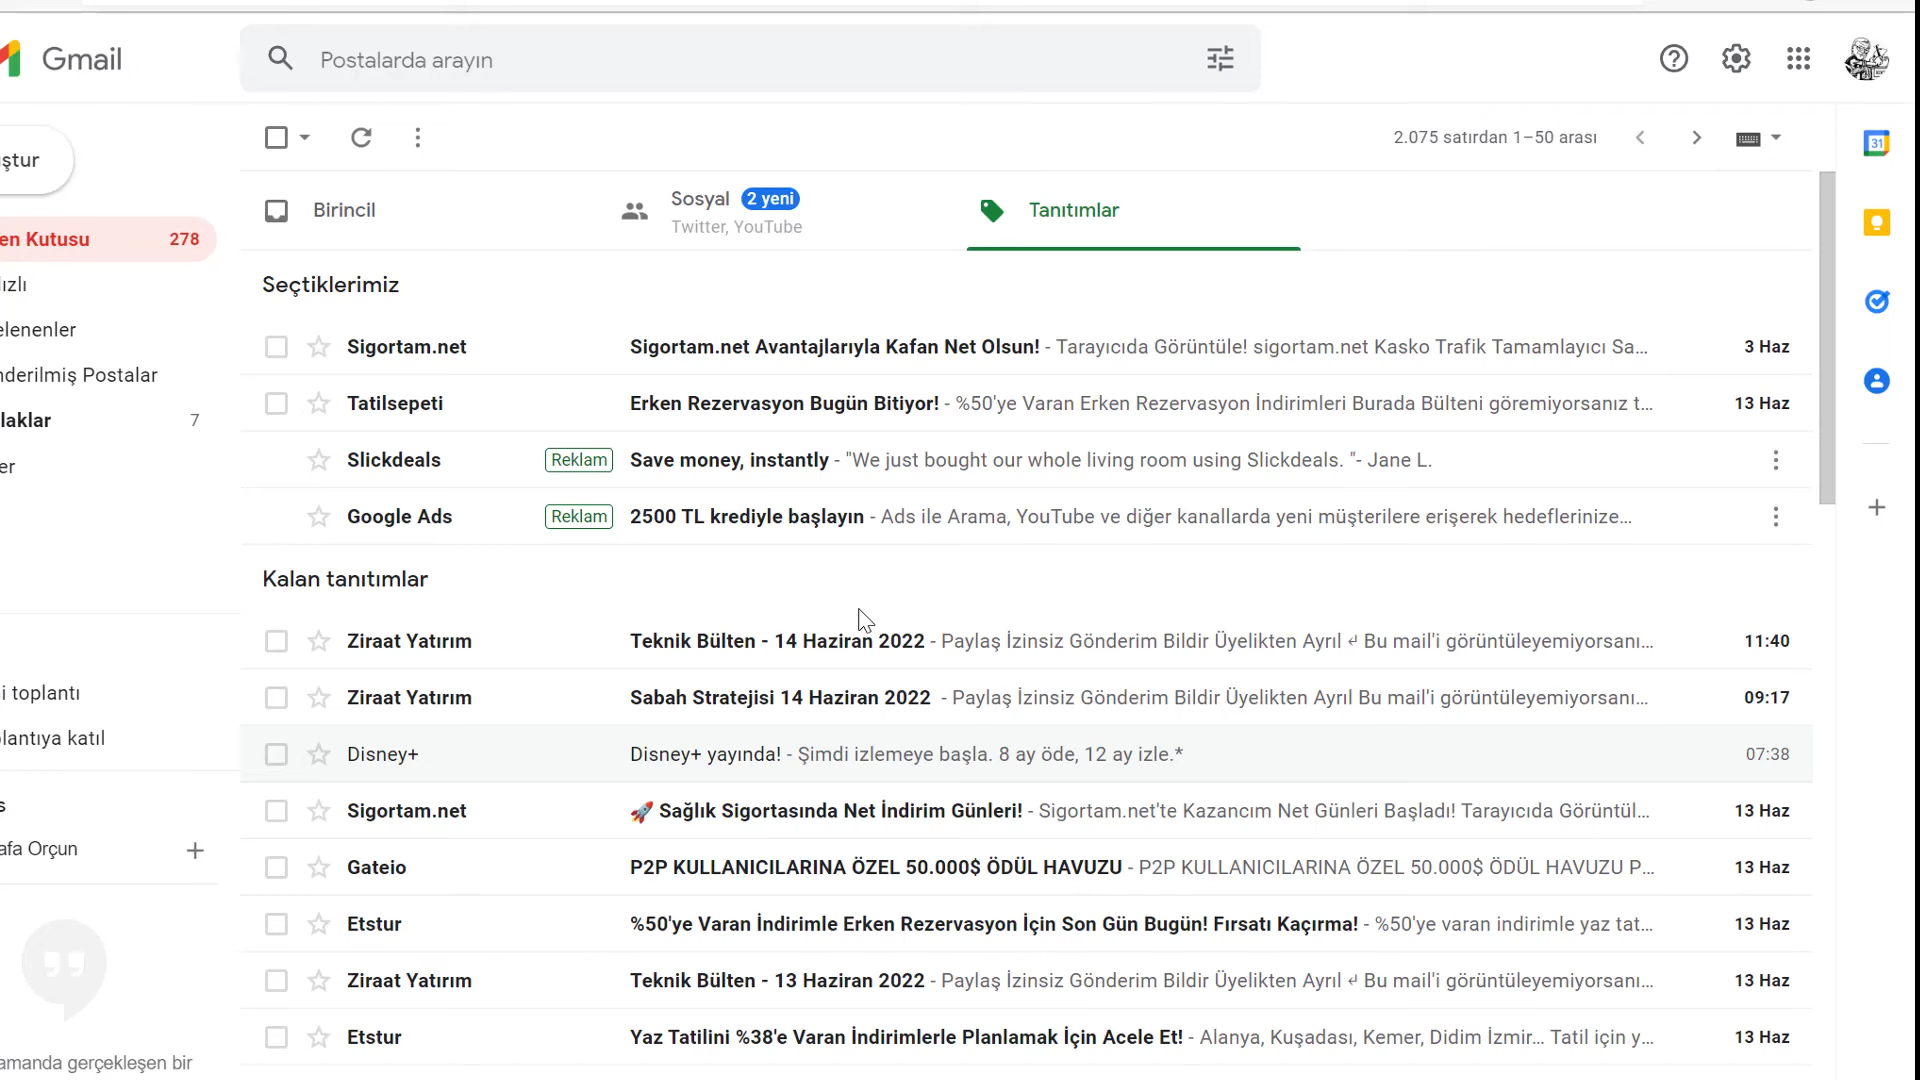 Gmail
Postalarda arayın
ştur
2.075 satırdan 1–50 arası
31
en Kutusu 278
Birincil
Sosyal 2 yeni
Twitter, YouTube
Tanıtımlar
ızlı
elenenler
nderilmiş Postalar
laklar 7
er
Seçtiklerimiz
Sigortam.net Sigortam.net Avantajlarıyla Kafan Net Olsun! - Tarayıcıda Görüntüle! sigortam.net Kasko Trafik Tamamlayıcı Sa... 3 Haz
Tatilsepeti Erken Rezervasyon Bugün Bitiyor! - %50'ye Varan Erken Rezervasyon İndirimleri Burada Bülteni göremiyorsanız t... 13 Haz
Slickdeals Reklam Save money, instantly - "We just bought our whole living room using Slickdeals. "- Jane L.
Google Ads Reklam 2500 TL krediyle başlayın - Ads ile Arama, YouTube ve diğer kanallarda yeni müşterilere erişerek hedeflerinize...
Kalan tanıtımlar
Ziraat Yatırım Teknik Bülten - 14 Haziran 2022 - Paylaş İzinsiz Gönderim Bildir Üyelikten Ayrıl ↵ Bu mail'i görüntüleyemiyorsanı... 11:40
Ziraat Yatırım Sabah Stratejisi 14 Haziran 2022 - Paylaş İzinsiz Gönderim Bildir Üyelikten Ayrıl Bu mail'i görüntüleyemiyorsanı... 09:17
Disney+ Disney+ yayında! - Şimdi izlemeye başla. 8 ay öde, 12 ay izle.* 07:38
Sigortam.net 🚀 Sağlık Sigortasında Net İndirim Günleri! - Sigortam.net'te Kazancım Net Günleri Başladı! Tarayıcıda Görüntül... 13 Haz
Gateio P2P KULLANICILARINA ÖZEL 50.000$ ÖDÜL HAVUZU - P2P KULLANICILARINA ÖZEL 50.000$ ÖDÜL HAVUZU P... 13 Haz
Etstur %50'ye Varan İndirimle Erken Rezervasyon İçin Son Gün Bugün! Fırsatı Kaçırma! - %50'ye varan indirimle yaz tat... 13 Haz
Ziraat Yatırım Teknik Bülten - 13 Haziran 2022 - Paylaş İzinsiz Gönderim Bildir Üyelikten Ayrıl ↵ Bu mail'i görüntüleyemiyorsanı... 13 Haz
Etstur Yaz Tatilini %38'e Varan İndirimlerle Planlamak İçin Acele Et! - Alanya, Kuşadası, Kemer, Didim İzmir... Tatil için y... 13 Haz
i toplantı
lantıya katıl
s
afa Orçun
amanda gerçekleşen bir